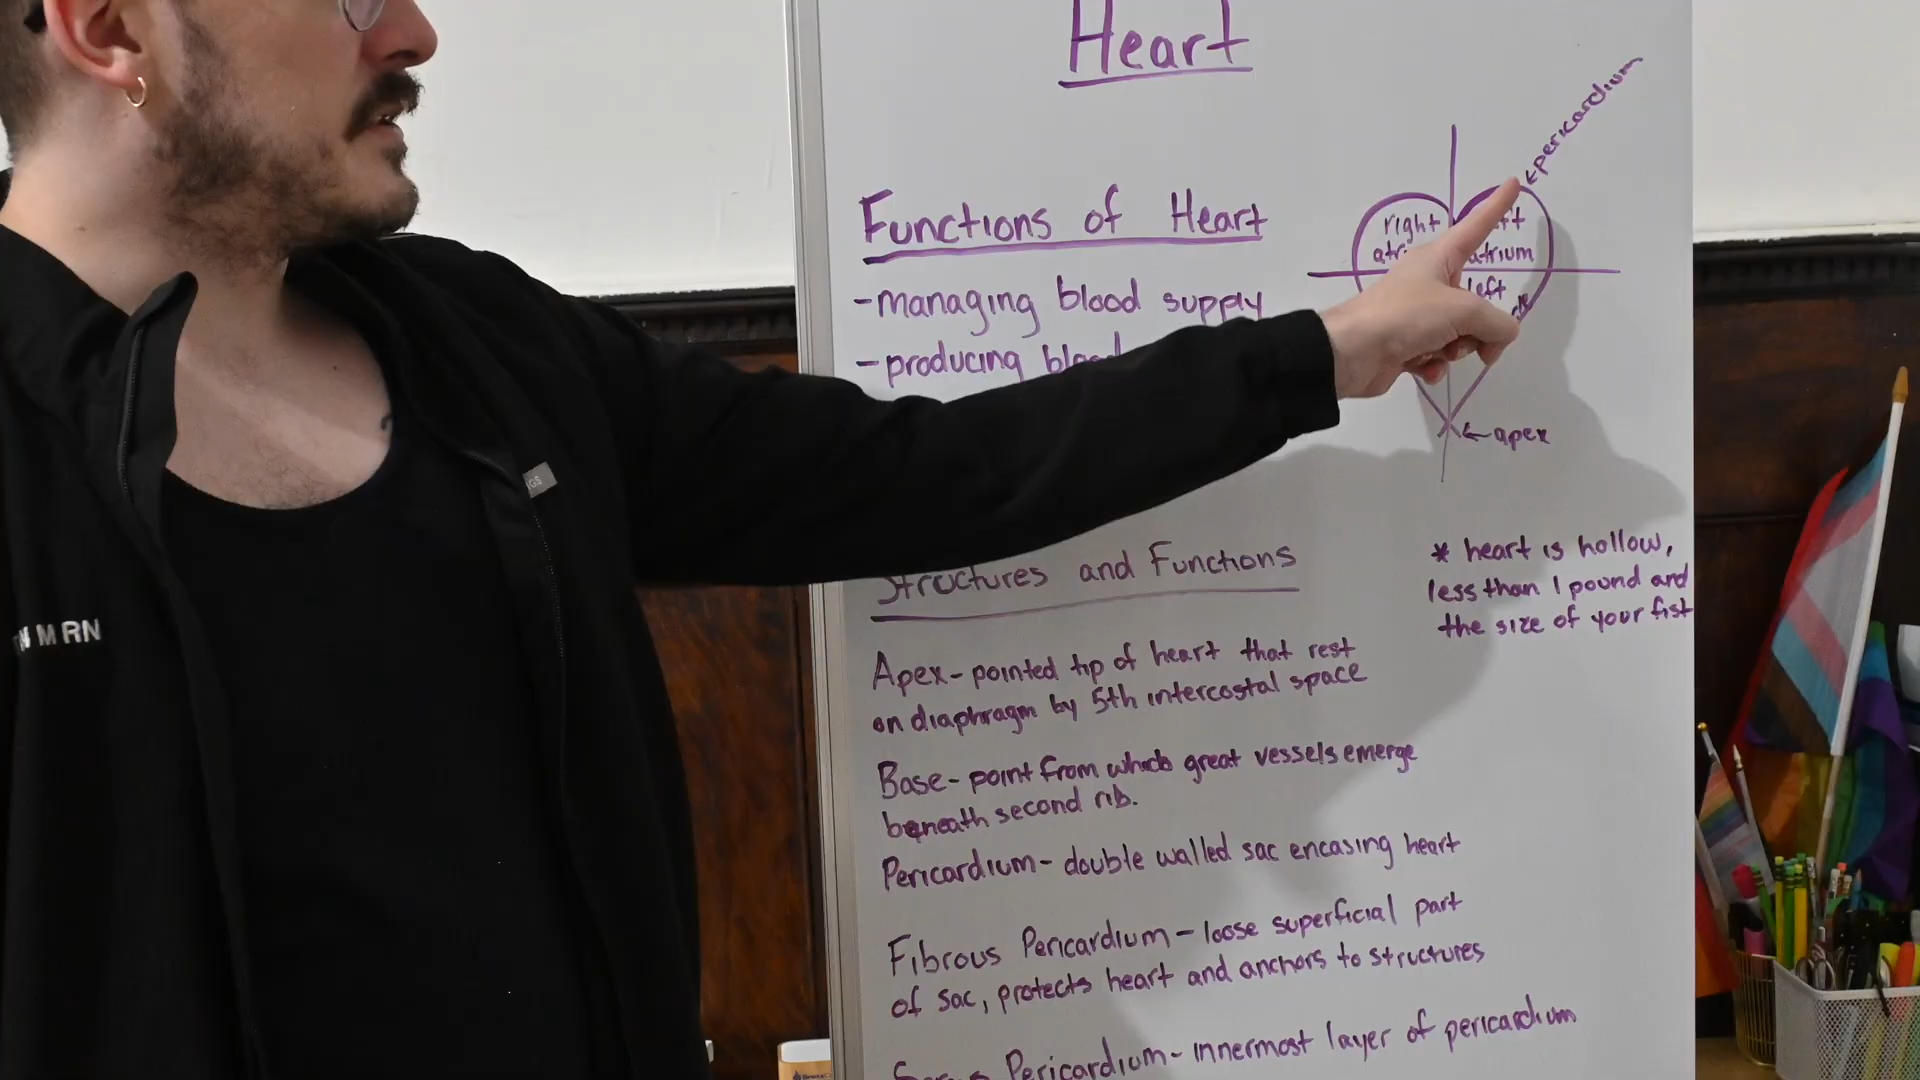 Heart
pericardium
Functions of Heart
-managing blood supply
-producing blood
right
atrium
left
apex
Structures and Functions
* heart is hollow,
less than 1 pound and
the size of your fist
Apex- pointed tip of heart that rest
on diaphragm by 5th intercostal space
Base- point from which great vessels emerge
beneath second rib.
Pericardium- double walled sac encasing heart
Fibrous Pericardium- loose superficial part
of sac, protects heart and anchors to structures
Pericardium- innermost layer of pericardium
M RN